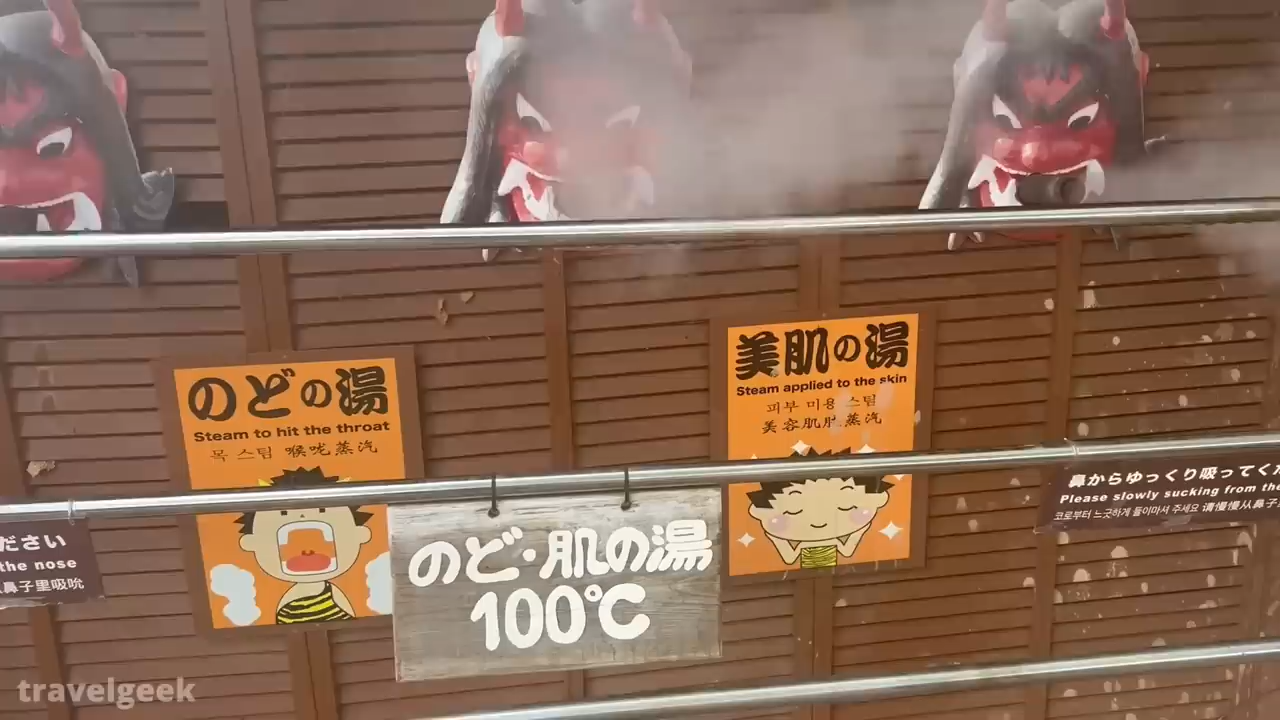 のどの湯
Steam to hit the throat
목 스팀 喉咙蒸汽
美肌の湯
Steam applied to the skin
피부 미용 스팀
美容肌肤蒸汽
のど・肌の湯
100℃
ださい
the nose
鼻子里吸吮
鼻からゆっくり吸ってくだ
Please slowly sucking from the
코로부터 느긋하게 들이마셔 주세요 请慢慢从鼻子
travelgeek